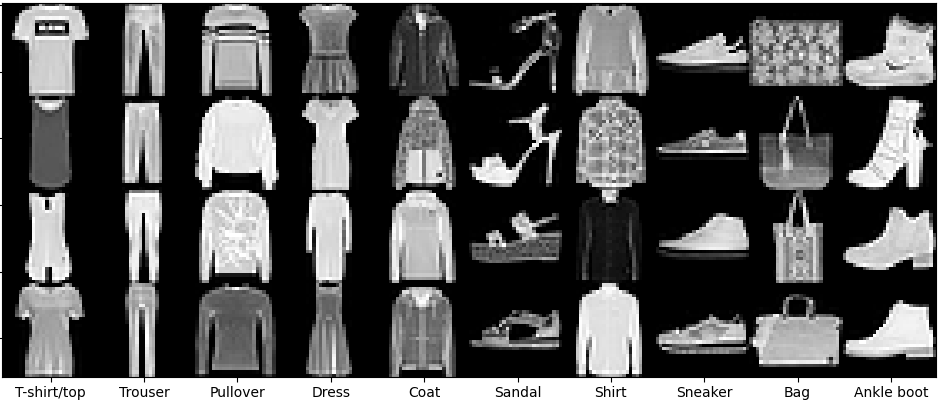 T-shirt/top Trouser Pullover Dress Coat Sandal Shirt Sneaker Bag Ankle boot